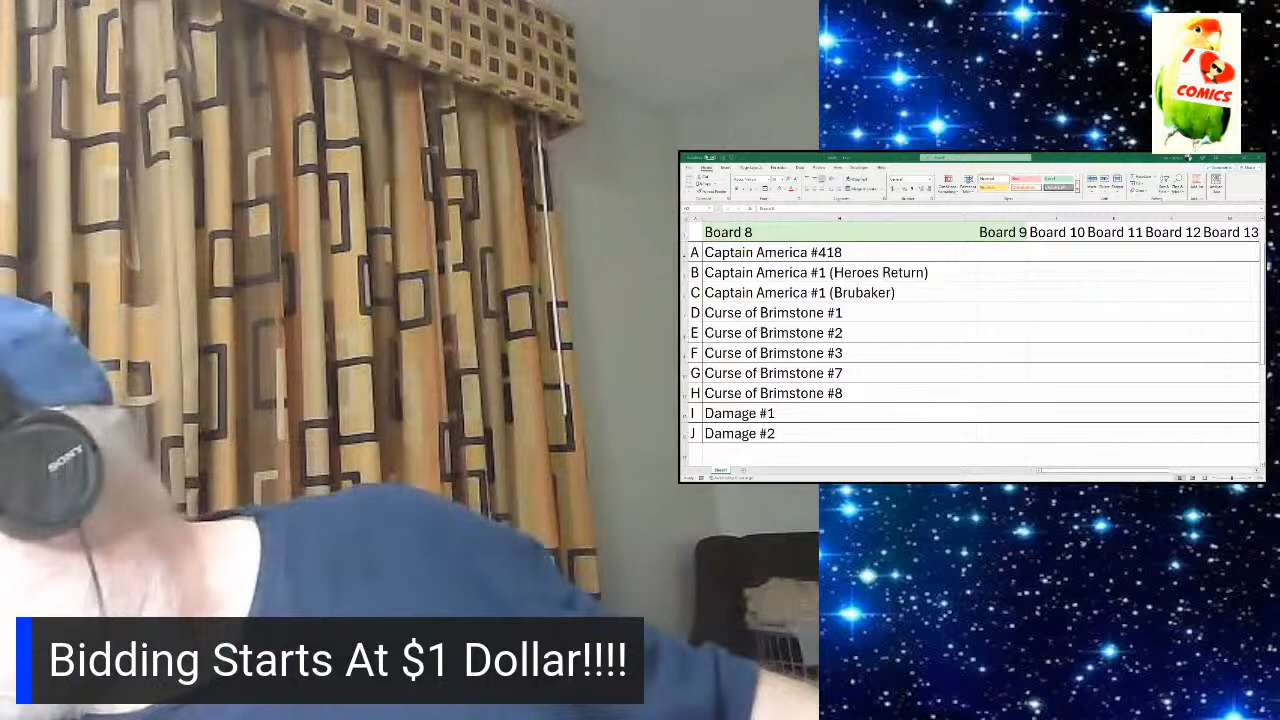 COMICS
Board 8 Board 9 Board 10 Board 11 Board 12 Board 13
A Captain America #418
B Captain America #1 (Heroes Return)
C Captain America #1 (Brubaker)
D Curse of Brimstone #1
E Curse of Brimstone #2
F Curse of Brimstone #3
G Curse of Brimstone #7
H Curse of Brimstone #8
I Damage #1
J Damage #2
SONY
Bidding Starts At $1 Dollar!!!!